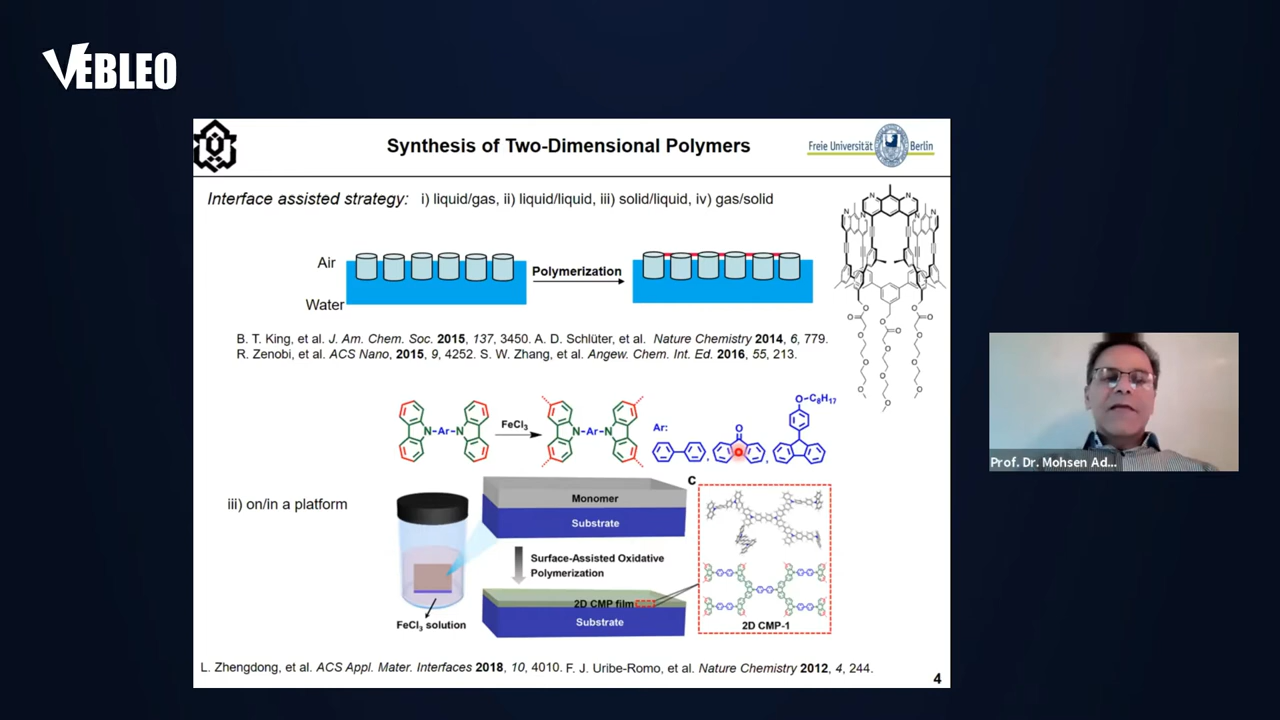 VEBLEO
Synthesis of Two-Dimensional Polymers
Freie Universität Berlin
Interface assisted strategy: i) liquid/gas, ii) liquid/liquid, iii) solid/liquid, iv) gas/solid
Air
Polymerization
Water
B. T. King, et al. J. Am. Chem. Soc. 2015, 137, 3450. A. D. Schlüter, et al. Nature Chemistry 2014, 6, 779.
R. Zenobi, et al. ACS Nano, 2015, 9, 4252. S. W. Zhang, et al. Angew. Chem. Int. Ed. 2016, 55, 213.
O-C8H17
N-Ar-N
FeCl3
N-Ar-N
Ar:
O
,
,
iii) on/in a platform
Monomer
Substrate
C
Surface-Assisted Oxidative
Polymerization
2D CMP film
Substrate
FeCl3 solution
2D CMP-1
L. Zhengdong, et al. ACS Appl. Mater. Interfaces 2018, 10, 4010. F. J. Uribe-Romo, et al. Nature Chemistry 2012, 4, 244.
4
Prof. Dr. Mohsen Ad...